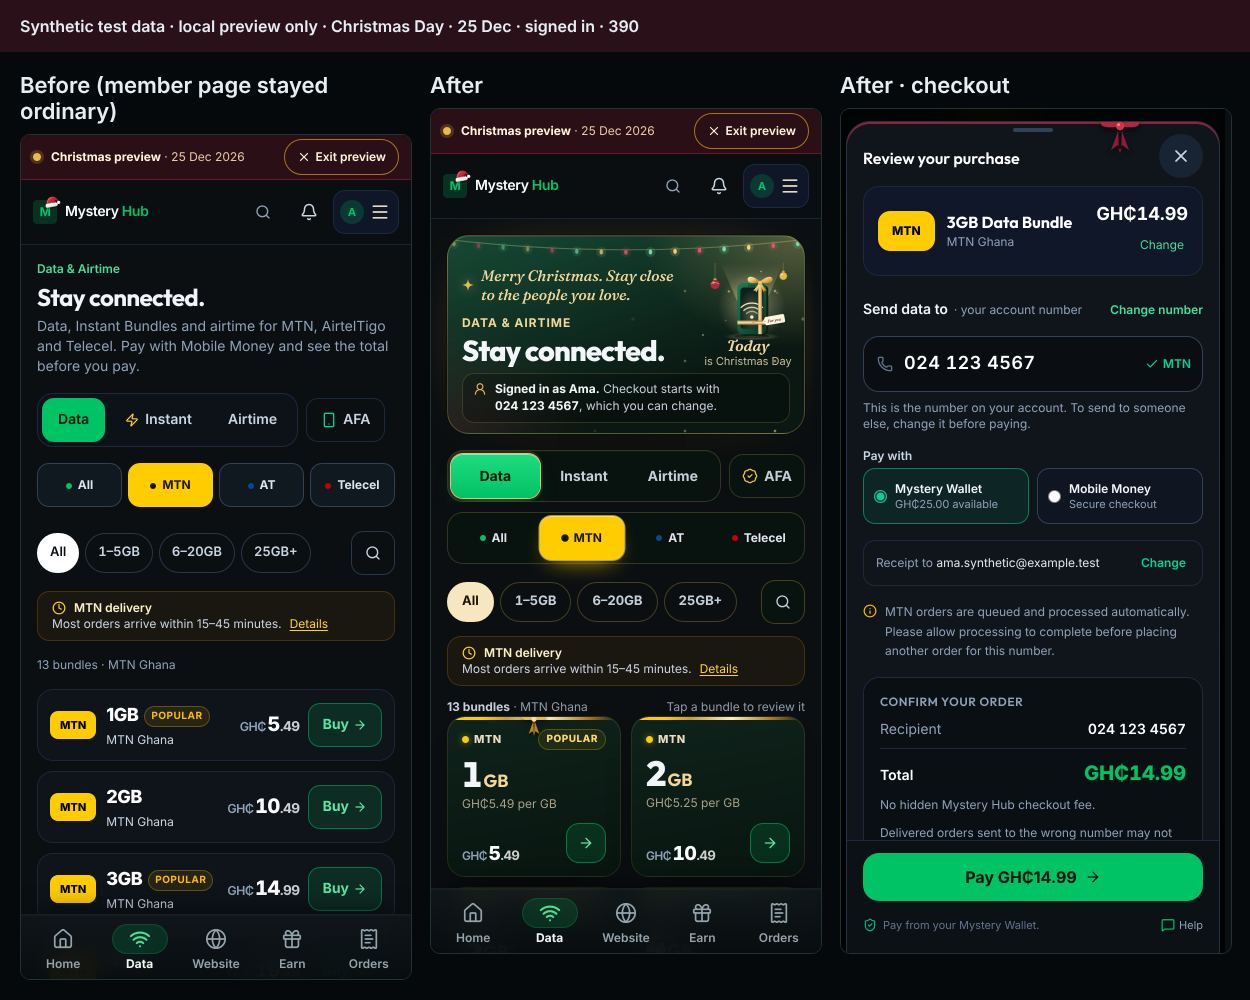 Synthetic test data · local preview only · Christmas Day · 25 Dec · signed in · 390
Before (member page stayed
ordinary)
Christmas preview · 25 Dec 2026
Exit preview
M
Mystery Hub
A
Data & Airtime
Stay connected.
Data, Instant Bundles and airtime for MTN, AirtelTigo
and Telecel. Pay with Mobile Money and see the total
before you pay.
Data
Instant
Airtime
AFA
All
MTN
AT
Telecel
All
1–5GB
6–20GB
25GB+
MTN delivery
Most orders arrive within 15–45 minutes. Details
13 bundles · MTN Ghana
MTN
1GB POPULAR
MTN Ghana
GH₵5.49
Buy →
MTN
2GB
MTN Ghana
GH₵10.49
Buy →
MTN
3GB POPULAR
MTN Ghana
GH₵14.99
Buy →
Home
Data
Website
Earn
Orders
After
Christmas preview · 25 Dec 2026
Exit preview
M
Mystery Hub
A
Merry Christmas. Stay close
to the people you love.
DATA & AIRTIME
Stay connected.
Today
is Christmas Day
Signed in as Ama. Checkout starts with
024 123 4567, which you can change.
Data
Instant
Airtime
AFA
All
MTN
AT
Telecel
All
1–5GB
6–20GB
25GB+
MTN delivery
Most orders arrive within 15–45 minutes. Details
13 bundles · MTN Ghana
Tap a bundle to review it
MTN
POPULAR
1GB
GH₵5.49 per GB
GH₵5.49
MTN
2GB
GH₵5.25 per GB
GH₵10.49
Home
Data
Website
Earn
Orders
After · checkout
Review your purchase
MTN
3GB Data Bundle
MTN Ghana
GH₵14.99
Change
Send data to · your account number
Change number
024 123 4567
MTN
This is the number on your account. To send to someone
else, change it before paying.
Pay with
Mystery Wallet
GH₵25.00 available
Mobile Money
Secure checkout
Receipt to ama.synthetic@example.test
Change
MTN orders are queued and processed automatically.
Please allow processing to complete before placing
another order for this number.
CONFIRM YOUR ORDER
Recipient
024 123 4567
Total
GH₵14.99
No hidden Mystery Hub checkout fee.
Delivered orders sent to the wrong number may not
Pay GH₵14.99 →
Pay from your Mystery Wallet.
Help